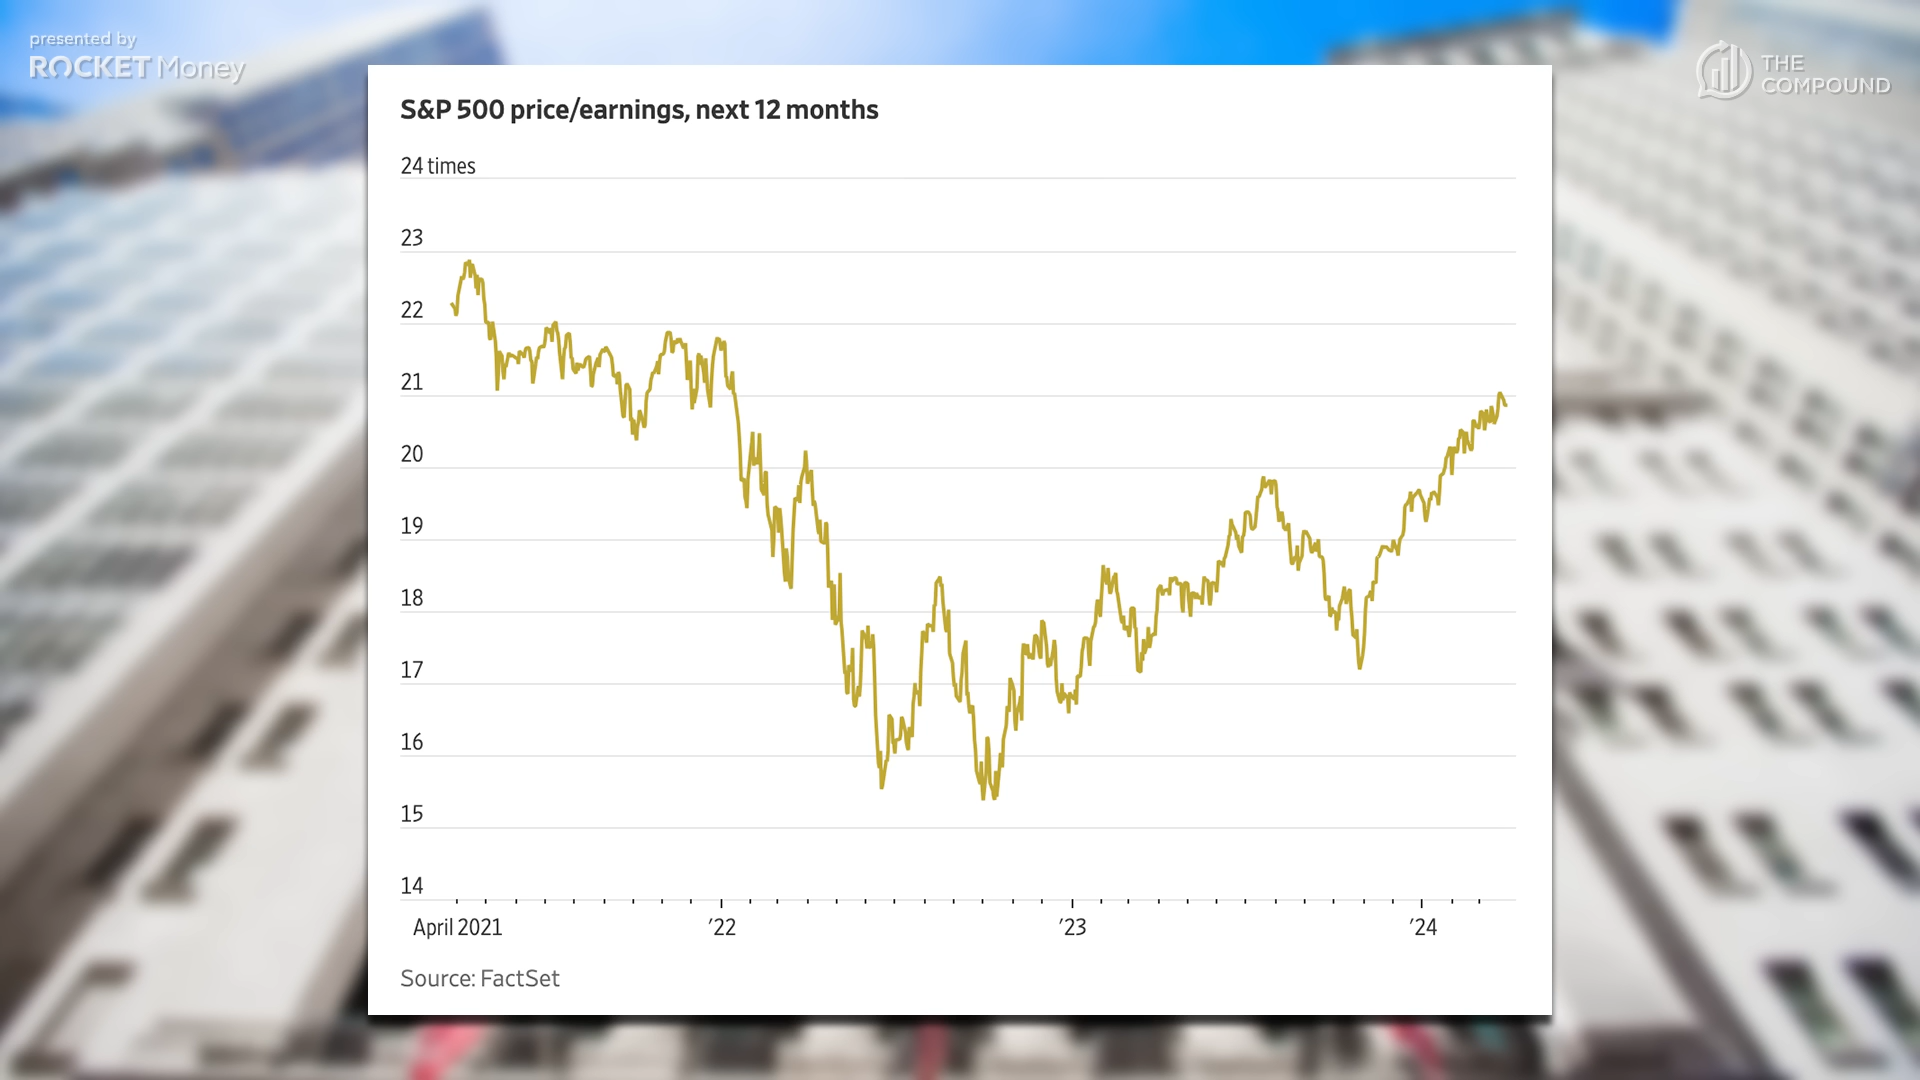 presented by
ROCKET Money
THE
COMPOUND
S&P 500 price/earnings, next 12 months
24 times
23
22
21
20
19
18
17
16
15
14
April 2021
’22
’23
’24
Source: FactSet